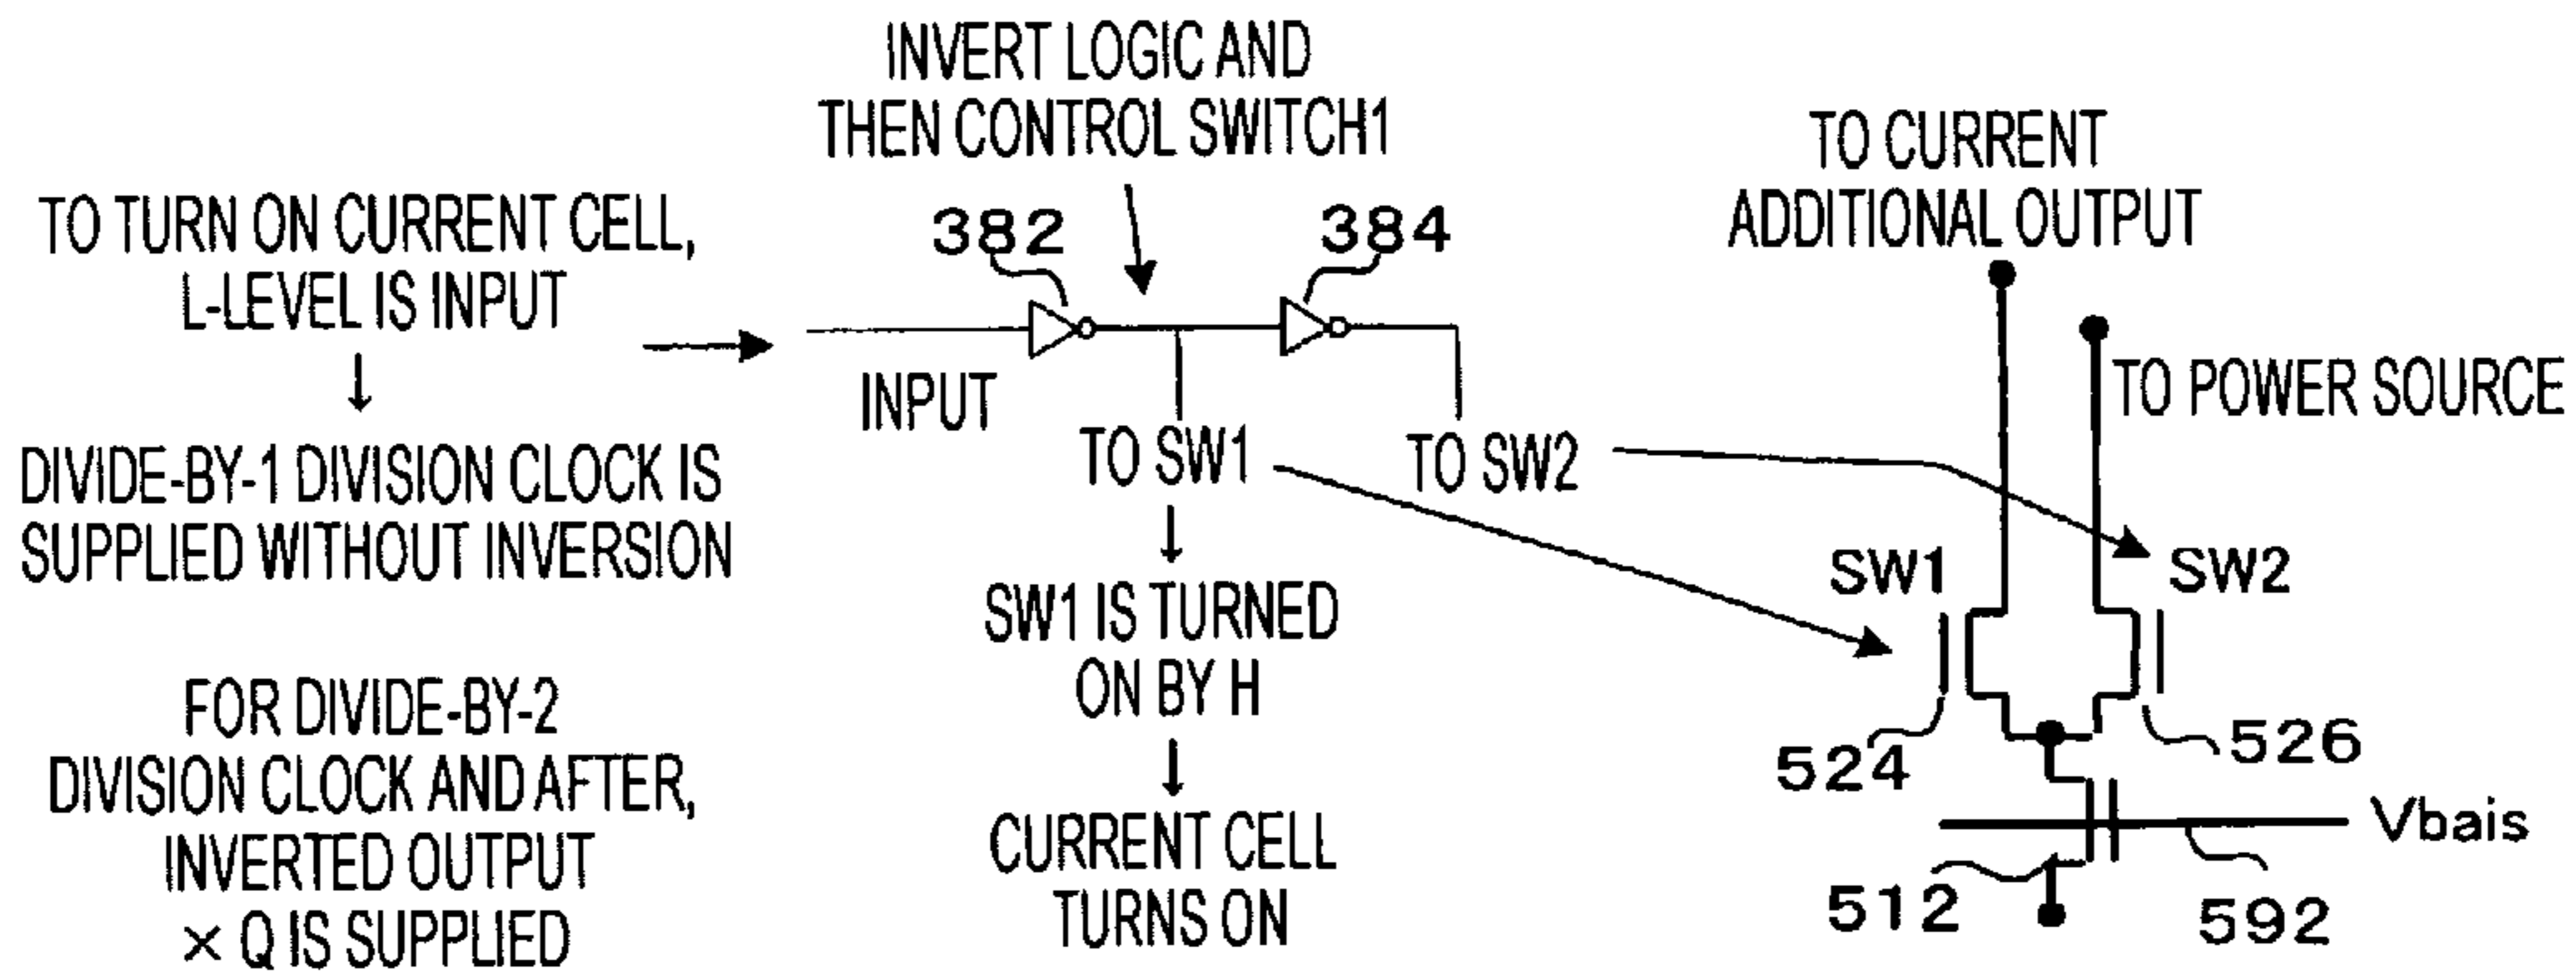 INVERT LOGIC AND
THEN CONTROL SWITCH1
TO TURN ON CURRENT CELL,
L-LEVEL IS INPUT
↓
DIVIDE-BY-1 DIVISION CLOCK IS
SUPPLIED WITHOUT INVERSION
FOR DIVIDE-BY-2
DIVISION CLOCK AND AFTER,
INVERTED OUTPUT
× Q IS SUPPLIED
382
384
INPUT
TO SW1
↓
SW1 IS TURNED
ON BY H
↓
CURRENT CELL
TURNS ON
TO SW2
TO CURRENT
ADDITIONAL OUTPUT
TO POWER SOURCE
SW1
SW2
524
526
Vbais
512
592